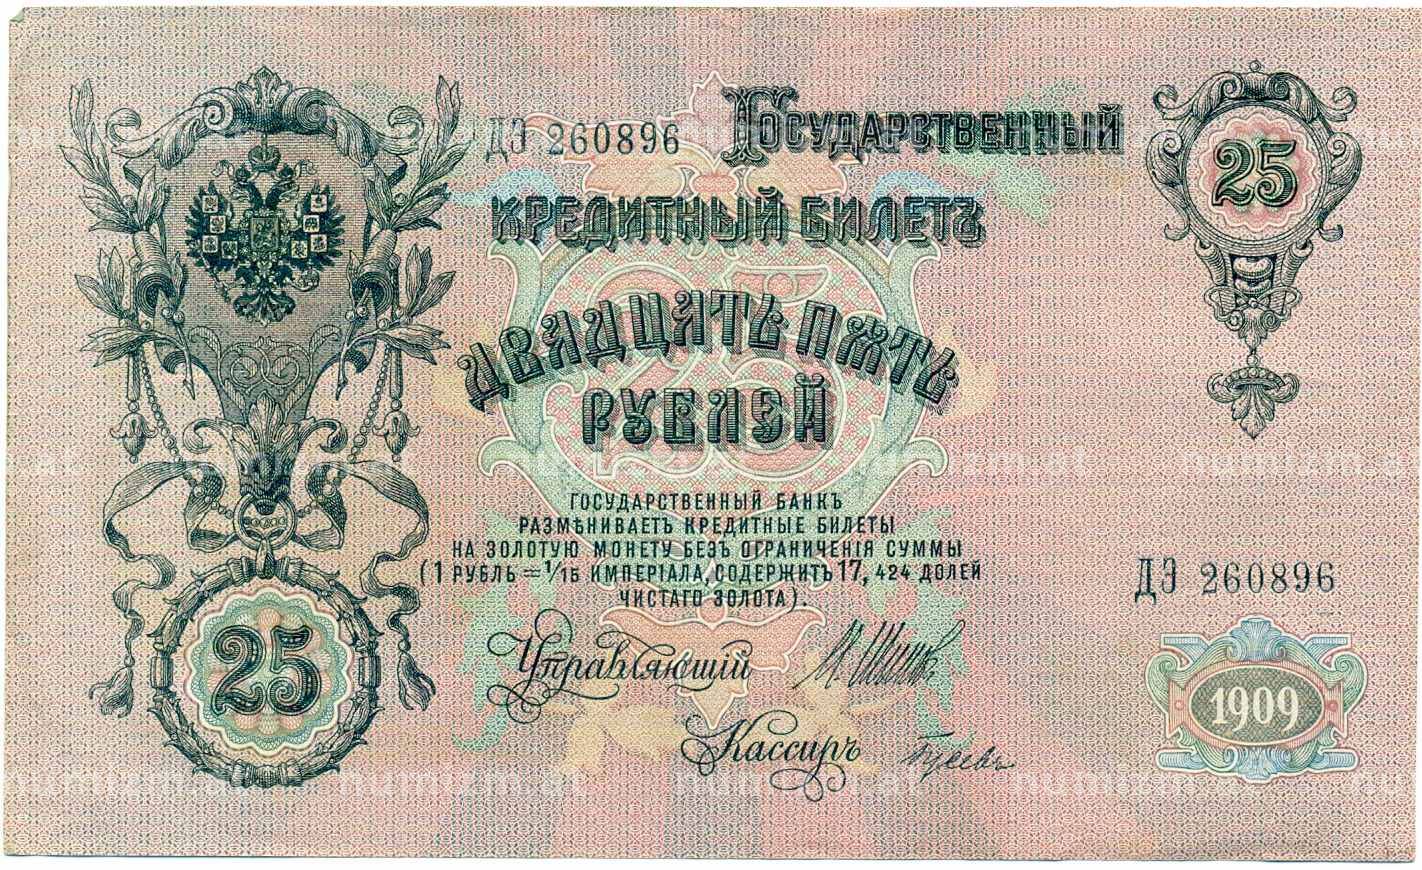 ДЭ 260896
Государственный
кредитный билетъ
двадцать пять
рублей
25
25
ГОСУДАРСТВЕННЫЙ БАНКЪ
РАЗМѢНИВАЕТЪ КРЕДИТНЫЕ БИЛЕТЫ
НА ЗОЛОТУЮ МОНЕТУ БЕЗЪ ОГРАНИЧЕНІЯ СУММЫ
(1 РУБЛЬ = 1/15 ИМПЕРІАЛА, СОДЕРЖИТЪ 17,424 ДОЛЕЙ
ЧИСТАГО ЗОЛОТА).
ДЭ 260896
25
Управляющій
Кассиръ
1909